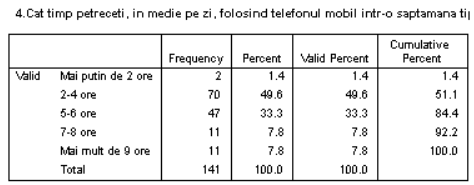 4.Cat timp petreceti, in medie pe zi, folosind telefonul mobil intr-o saptamana
Frequency Percent Valid Percent Cumulative Percent
Valid Mai putin de 2 ore 2 1.4 1.4 1.4
2-4 ore 70 49.6 49.6 51.1
5-6 ore 47 33.3 33.3 84.4
7-8 ore 11 7.8 7.8 92.2
Mai mult de 9 ore 11 7.8 7.8 100.0
Total 141 100.0 100.0